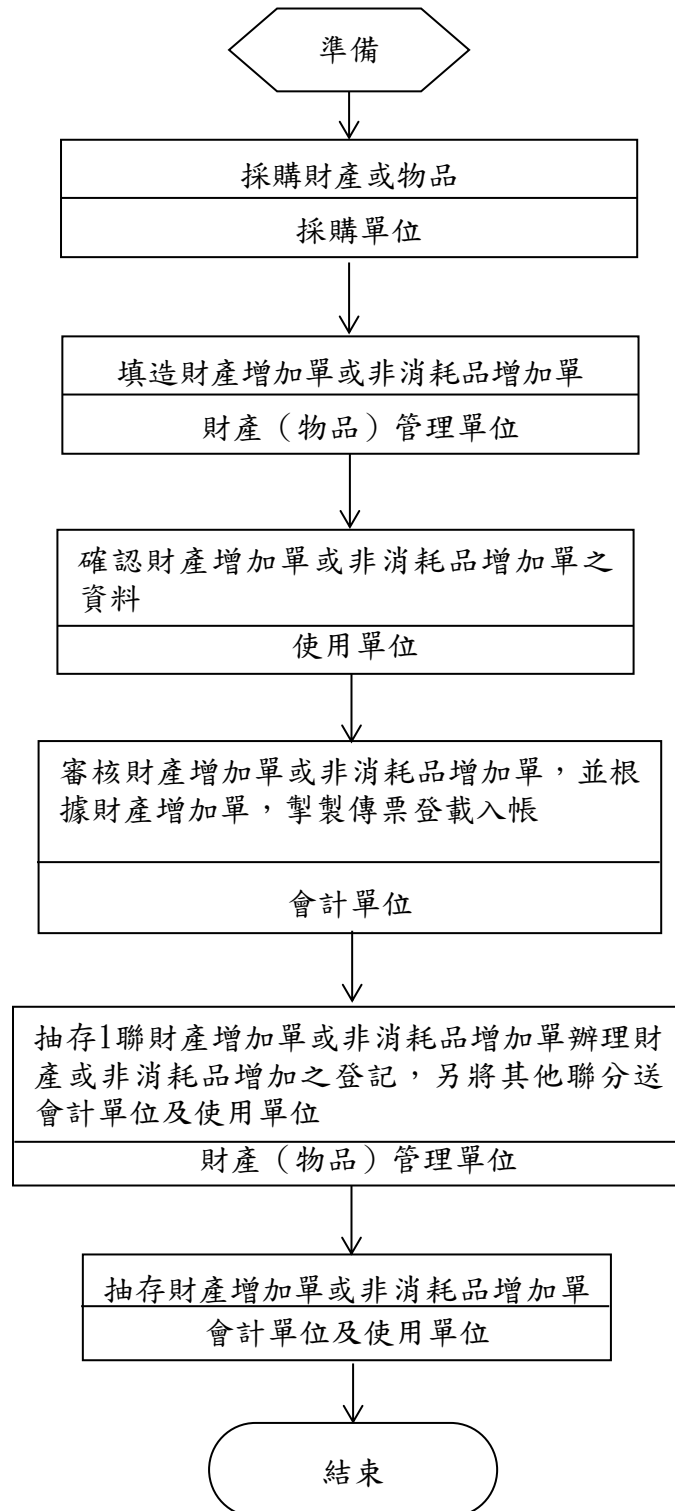 準備
採購財產或物品
採購單位
填造財產增加單或非消耗品增加單
財產（物品）管理單位
確認財產增加單或非消耗品增加單之
資料
使用單位
審核財產增加單或非消耗品增加單，並根
據財產增加單，掣製傳票登載入帳
會計單位
抽存1聯財產增加單或非消耗品增加單辦理財
產或非消耗品增加之登記，另將其他聯分送
會計單位及使用單位
財產（物品）管理單位
抽存財產增加單或非消耗品增加單
會計單位及使用單位
結束